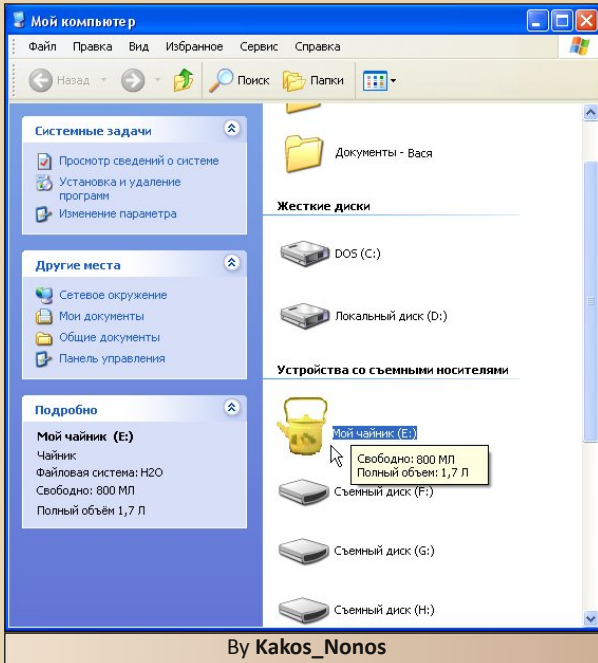 Мой компьютер
Файл Правка Вид Избранное Сервис Справка
Назад Поиск Папки
Системные задачи
Просмотр сведений о системе
Установка и удаление
программ
Изменение параметра
Другие места
Сетевое окружение
Мои документы
Общие документы
Панель управления
Подробно
Мой чайник (E:)
Чайник
Файловая система: H2O
Свободно: 800 МЛ
Полный объём 1,7 Л
Документы - Вася
Жесткие диски
DOS (C:)
Локальный диск (D:)
Устройства со съемными носителями
Мой чайник (E:)
Свободно: 800 МЛ
Полный объем: 1,7 Л
Съемный диск (F:)
Съемный диск (G:)
Съемный диск (H:)
By Kakos_Nonos